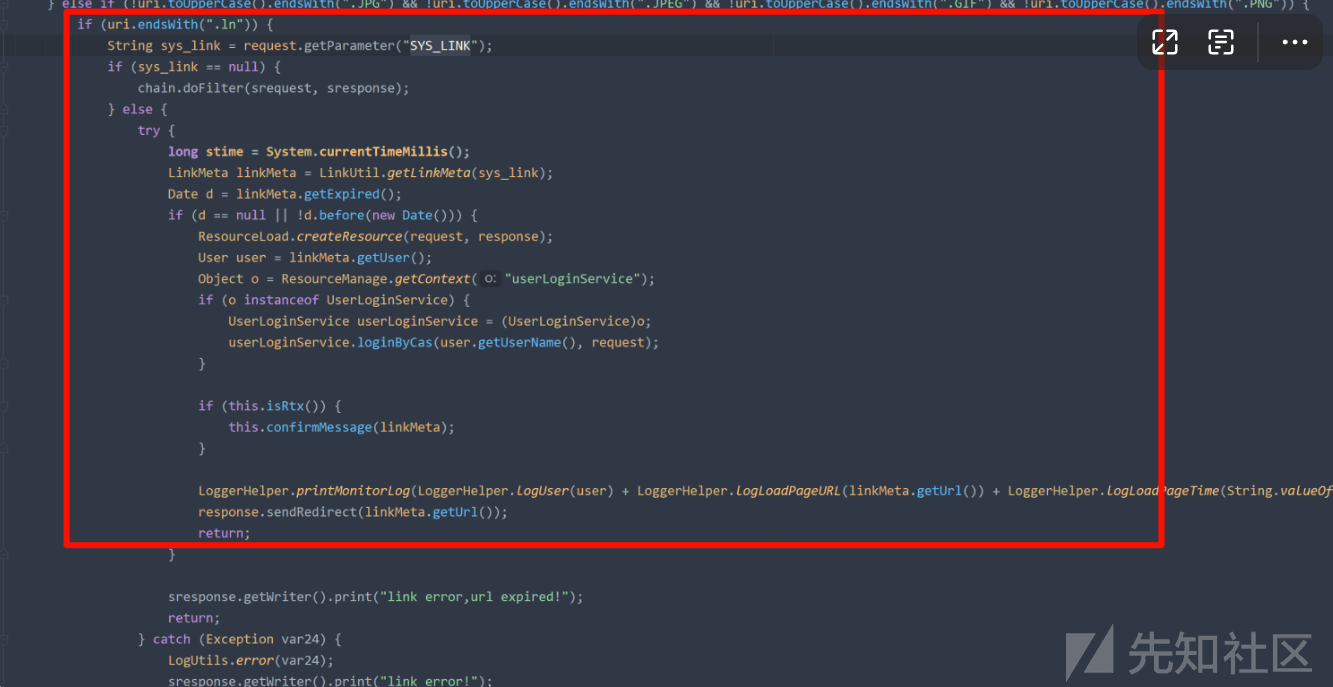 } else if (!uri.toUpperCase().endsWith(".JPG") && !uri.toUpperCase().endsWith(".JPEG") && !uri.toUpperCase().endsWith(".GIF") && !uri.toUpperCase().endsWith(".PNG")) {
if (uri.endsWith(".ln")) {
String sys_link = request.getParameter("SYS_LINK");
if (sys_link == null) {
chain.doFilter(srequest, sresponse);
} else {
try {
long stime = System.currentTimeMillis();
LinkMeta linkMeta = LinkUtil.getLinkMeta(sys_link);
Date d = linkMeta.getExpired();
if (d == null || !d.before(new Date())) {
ResourceLoad.createResource(request, response);
User user = linkMeta.getUser();
Object o = ResourceManage.getContext( o: "userLoginService");
if (o instanceof UserLoginService) {
UserLoginService userLoginService = (UserLoginService)o;
userLoginService.loginByCas(user.getUserName(), request);
}
if (this.isRtx()) {
this.confirmMessage(linkMeta);
}
LoggerHelper.printMonitorLog(LoggerHelper.logUser(user) + LoggerHelper.logLoadPageURL(linkMeta.getUrl()) + LoggerHelper.logLoadPageTime(String.valueOf
response.sendRedirect(linkMeta.getUrl());
return;
}
sresponse.getWriter().print("link error,url expired!");
return;
} catch (Exception var24) {
LogUtils.error(var24);
sresponse.getWriter().print("link error!");
先知社区